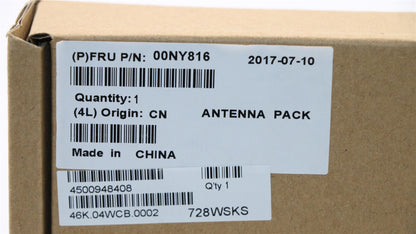 (P)FRU P/N: 00NY816 2017-07-10
Quantity:1
(4L) Origin: CN ANTENNA PACK
Made in CHINA
4500948408 Q'ty 1
46K.04WCB.0002 728WSKS